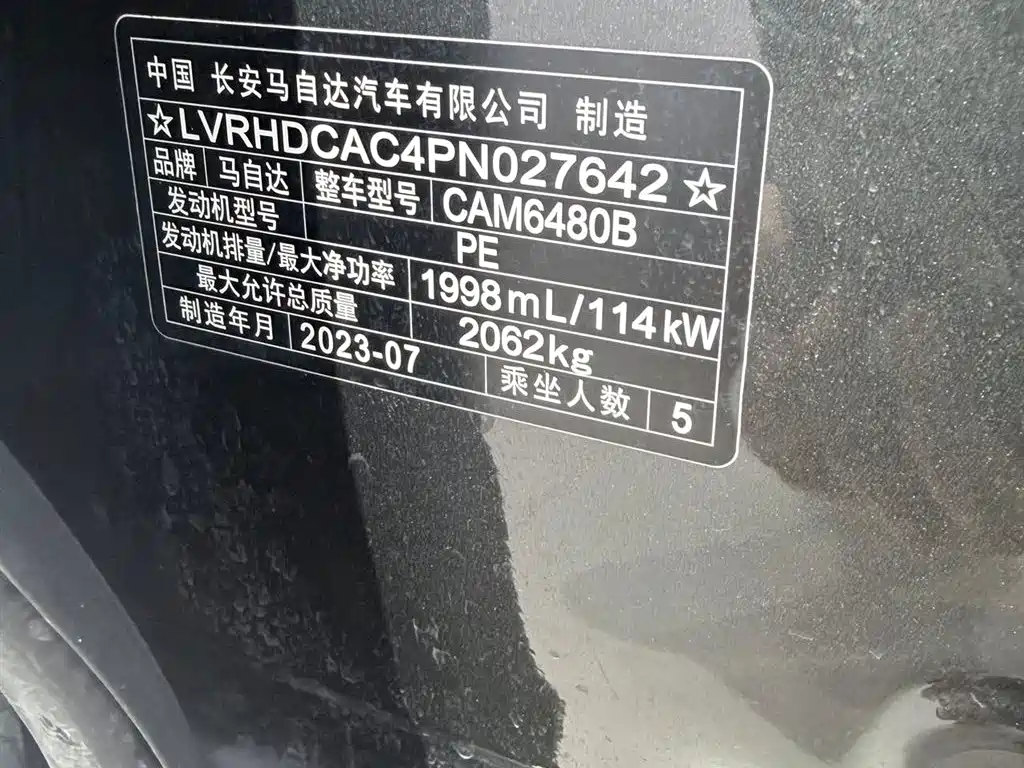 中国 长安马自达汽车有限公司 制造
☆LVRHDCAC4PN027642☆
品牌 马自达 整车型号 CAM6480B
发动机型号 PE
发动机排量/最大净功率 1998mL/114kW
最大允许总质量 2062kg
制造年月 2023-07 乘坐人数 5